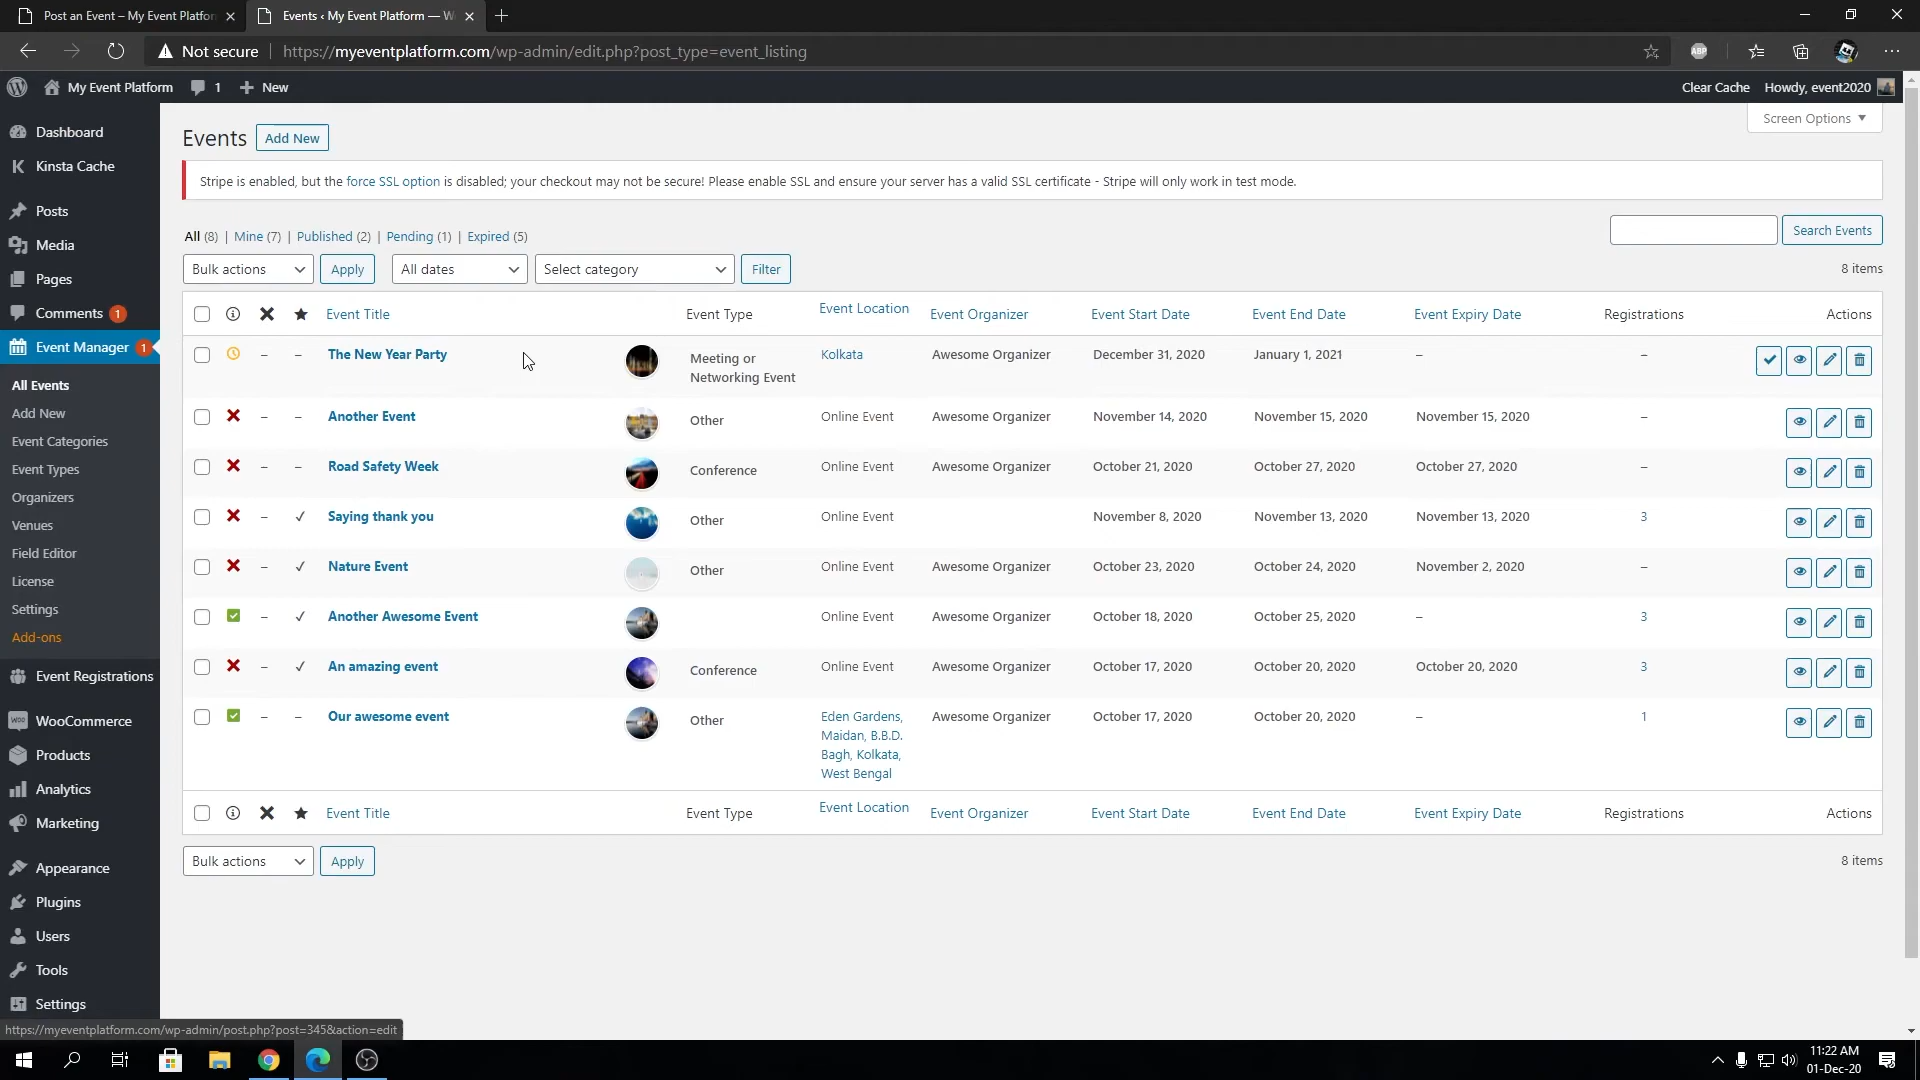 Post an Event – My Event Platfor
Events ‹ My Event Platform — W
Not secure
https://myeventplatform.com/wp-admin/edit.php?post_type=event_listing
ABP
My Event Platform
1
New
Clear Cache
Howdy, event2020
Dashboard
Kinsta Cache
Posts
Media
Pages
Comments 1
Event Manager 1
All Events
Add New
Event Categories
Event Types
Organizers
Venues
Field Editor
License
Settings
Add-ons
Event Registrations
WooCommerce
Products
Analytics
Marketing
Appearance
Plugins
Users
Tools
Settings
Events Add New
Screen Options
Stripe is enabled, but the force SSL option is disabled; your checkout may not be secure! Please enable SSL and ensure your server has a valid SSL certificate - Stripe will only work in test mode.
All (8) | Mine (7) | Published (2) | Pending (1) | Expired (5)
Search Events
Bulk actions Apply All dates Select category Filter
8 items
Event Title Event Type Event Location Event Organizer Event Start Date Event End Date Event Expiry Date Registrations Actions
– – The New Year Party Meeting or Kolkata Awesome Organizer December 31, 2020 January 1, 2021 – –
Networking Event
– – Another Event Other Online Event Awesome Organizer November 14, 2020 November 15, 2020 November 15, 2020 –
– – Road Safety Week Conference Online Event Awesome Organizer October 21, 2020 October 27, 2020 October 27, 2020 –
– ✓ Saying thank you Other Online Event November 8, 2020 November 13, 2020 November 13, 2020 3
– ✓ Nature Event Other Online Event Awesome Organizer October 23, 2020 October 24, 2020 November 2, 2020 –
– ✓ Another Awesome Event Online Event Awesome Organizer October 18, 2020 October 25, 2020 – 3
– ✓ An amazing event Conference Online Event Awesome Organizer October 17, 2020 October 20, 2020 October 20, 2020 3
– – Our awesome event Other Eden Gardens, Awesome Organizer October 17, 2020 October 20, 2020 – 1
Maidan, B.B.D.
Bagh, Kolkata,
West Bengal
Event Title Event Type Event Location Event Organizer Event Start Date Event End Date Event Expiry Date Registrations Actions
Bulk actions Apply
8 items
https://myeventplatform.com/wp-admin/post.php?post=345&action=edit
11:22 AM
01-Dec-20